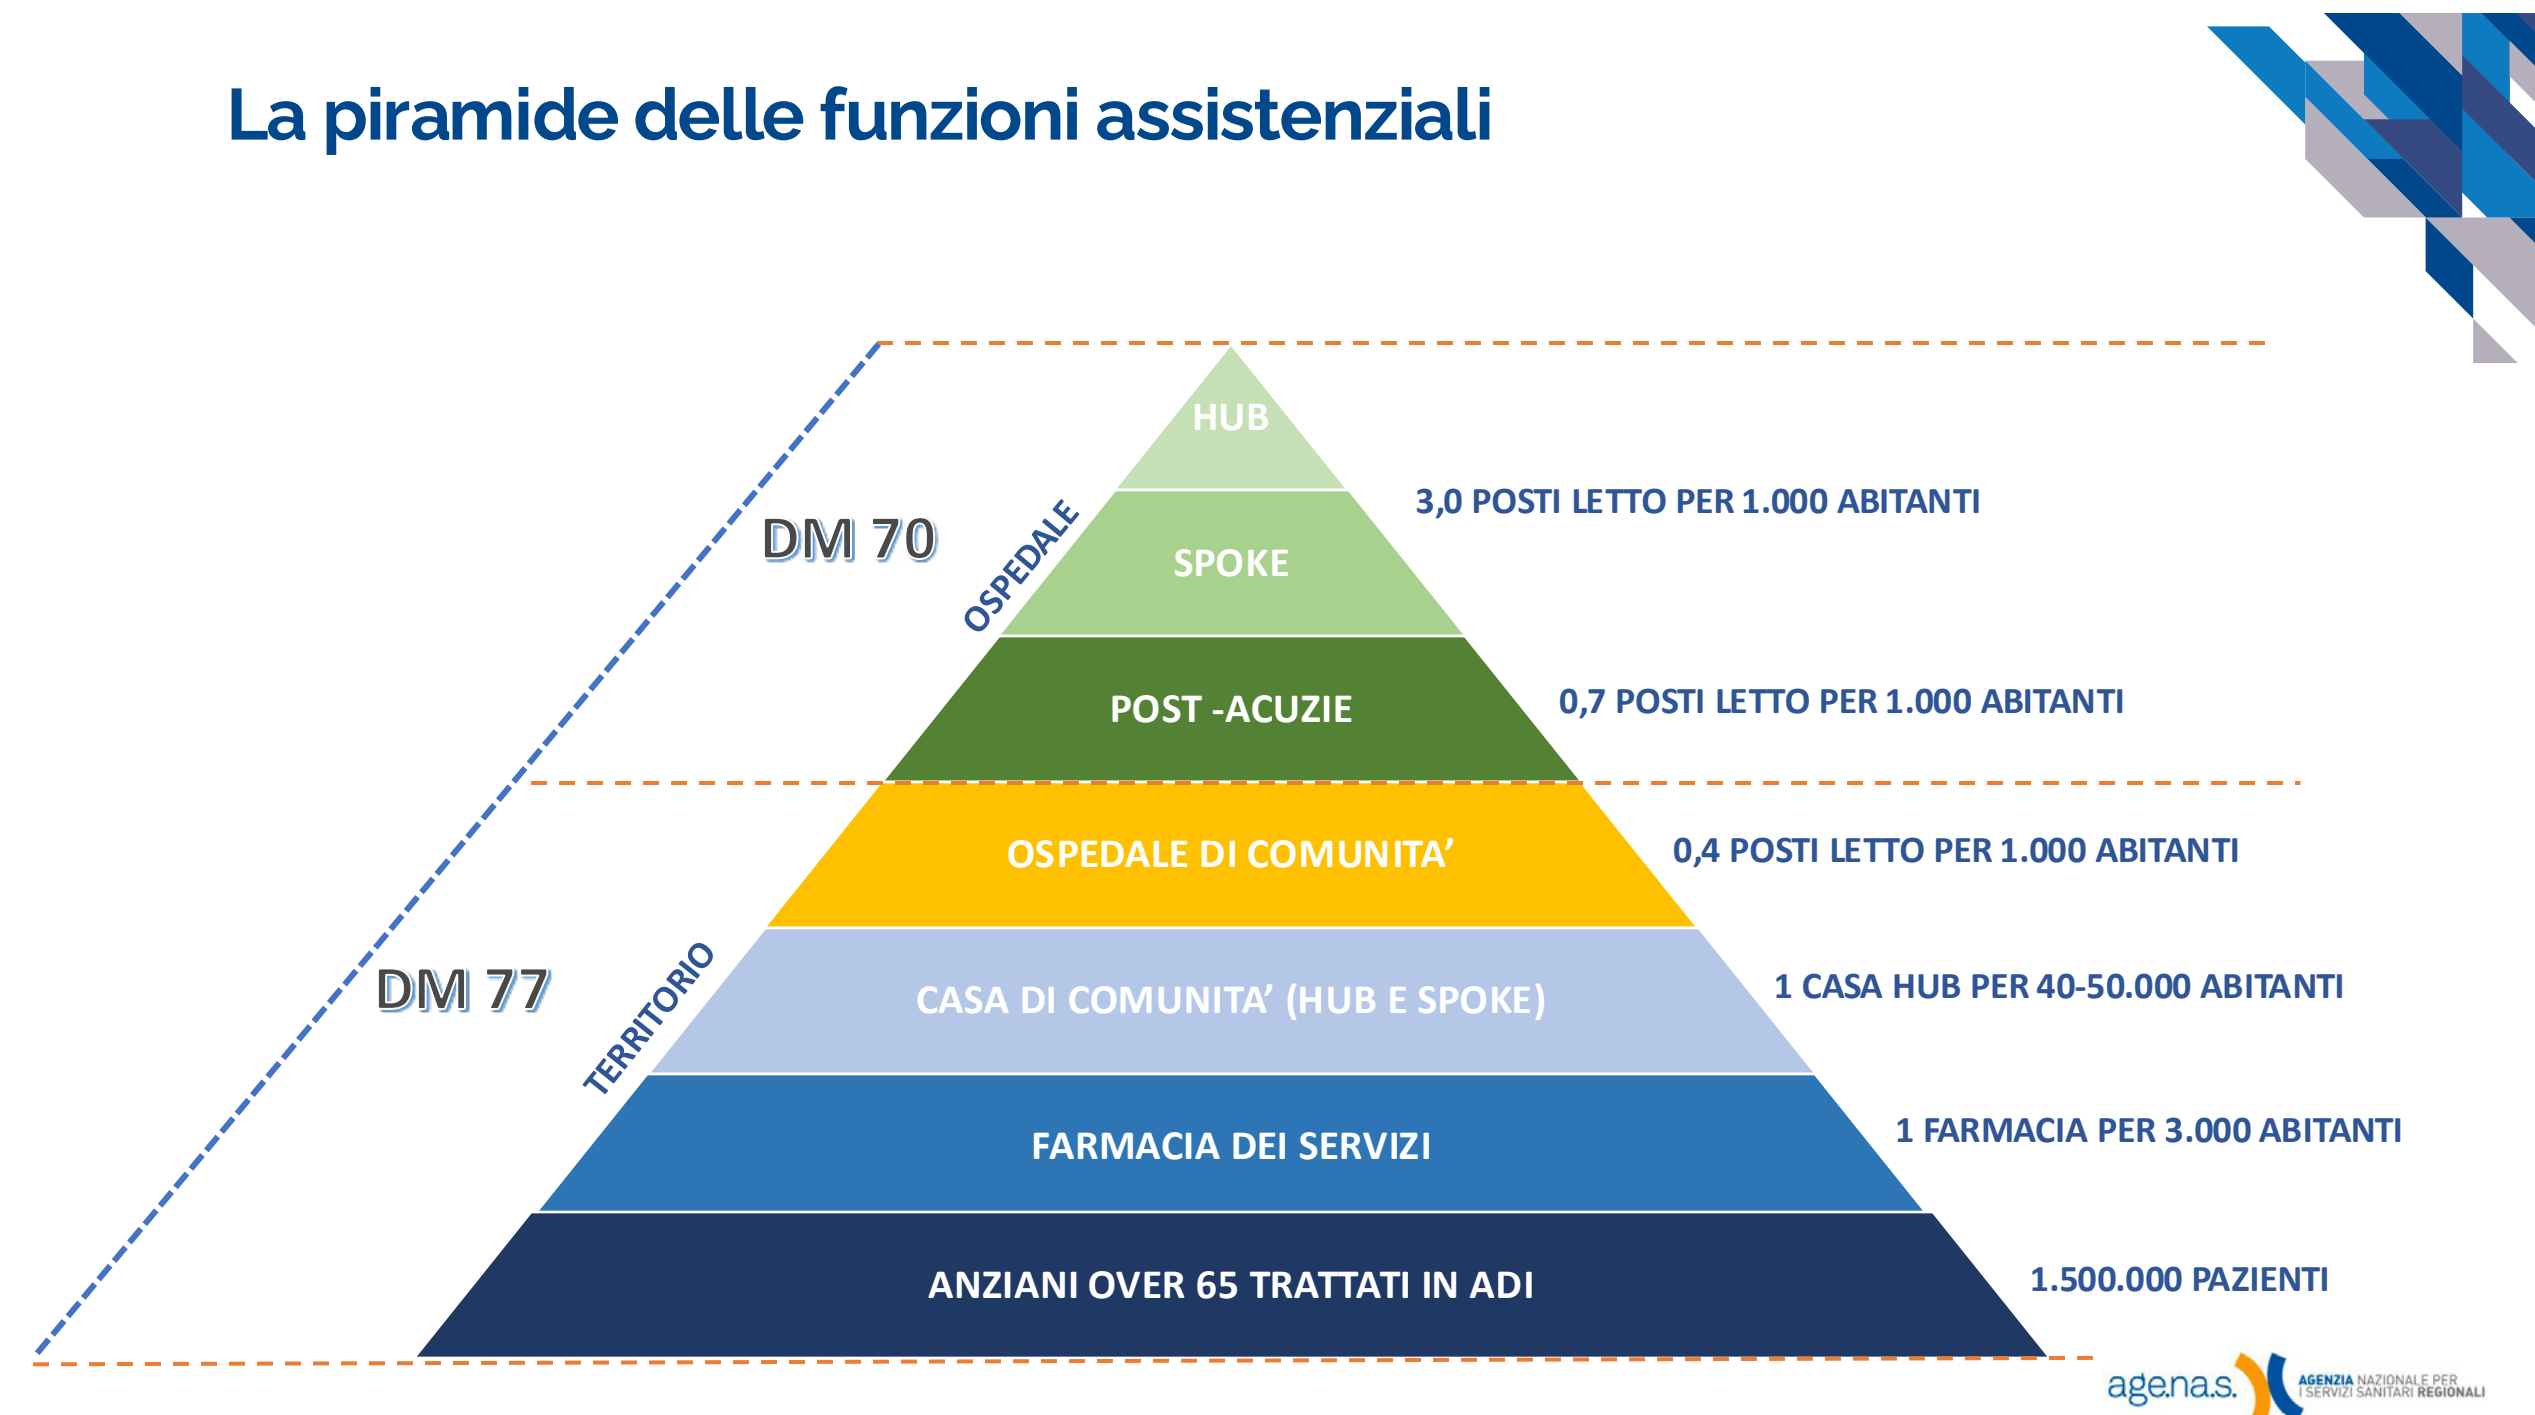 La piramide delle funzioni assistenziali
HUB
3,0 POSTI LETTO PER 1.000 ABITANTI
DM 70
OSPEDALE
SPOKE
POST -ACUZIE
0,7 POSTI LETTO PER 1.000 ABITANTI
OSPEDALE DI COMUNITA’
0,4 POSTI LETTO PER 1.000 ABITANTI
DM 77
TERRITORIO
CASA DI COMUNITA’ (HUB E SPOKE)
1 CASA HUB PER 40-50.000 ABITANTI
FARMACIA DEI SERVIZI
1 FARMACIA PER 3.000 ABITANTI
ANZIANI OVER 65 TRATTATI IN ADI
1.500.000 PAZIENTI
age.na.s.
AGENZIA NAZIONALE PER
I SERVIZI SANITARI REGIONALI